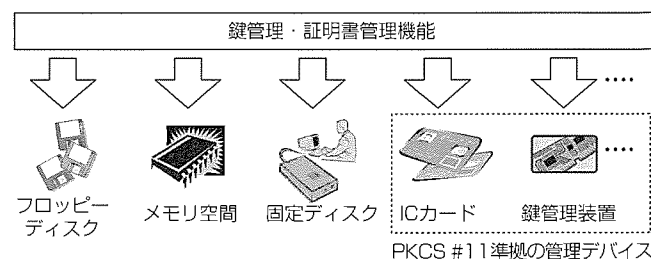 鍵管理・証明書管理機能
‥‥
‥‥
フロッピー
ディスク
メモリ空間
固定ディスク
ICカード
鍵管理装置
PKCS #11準拠の管理デバイス